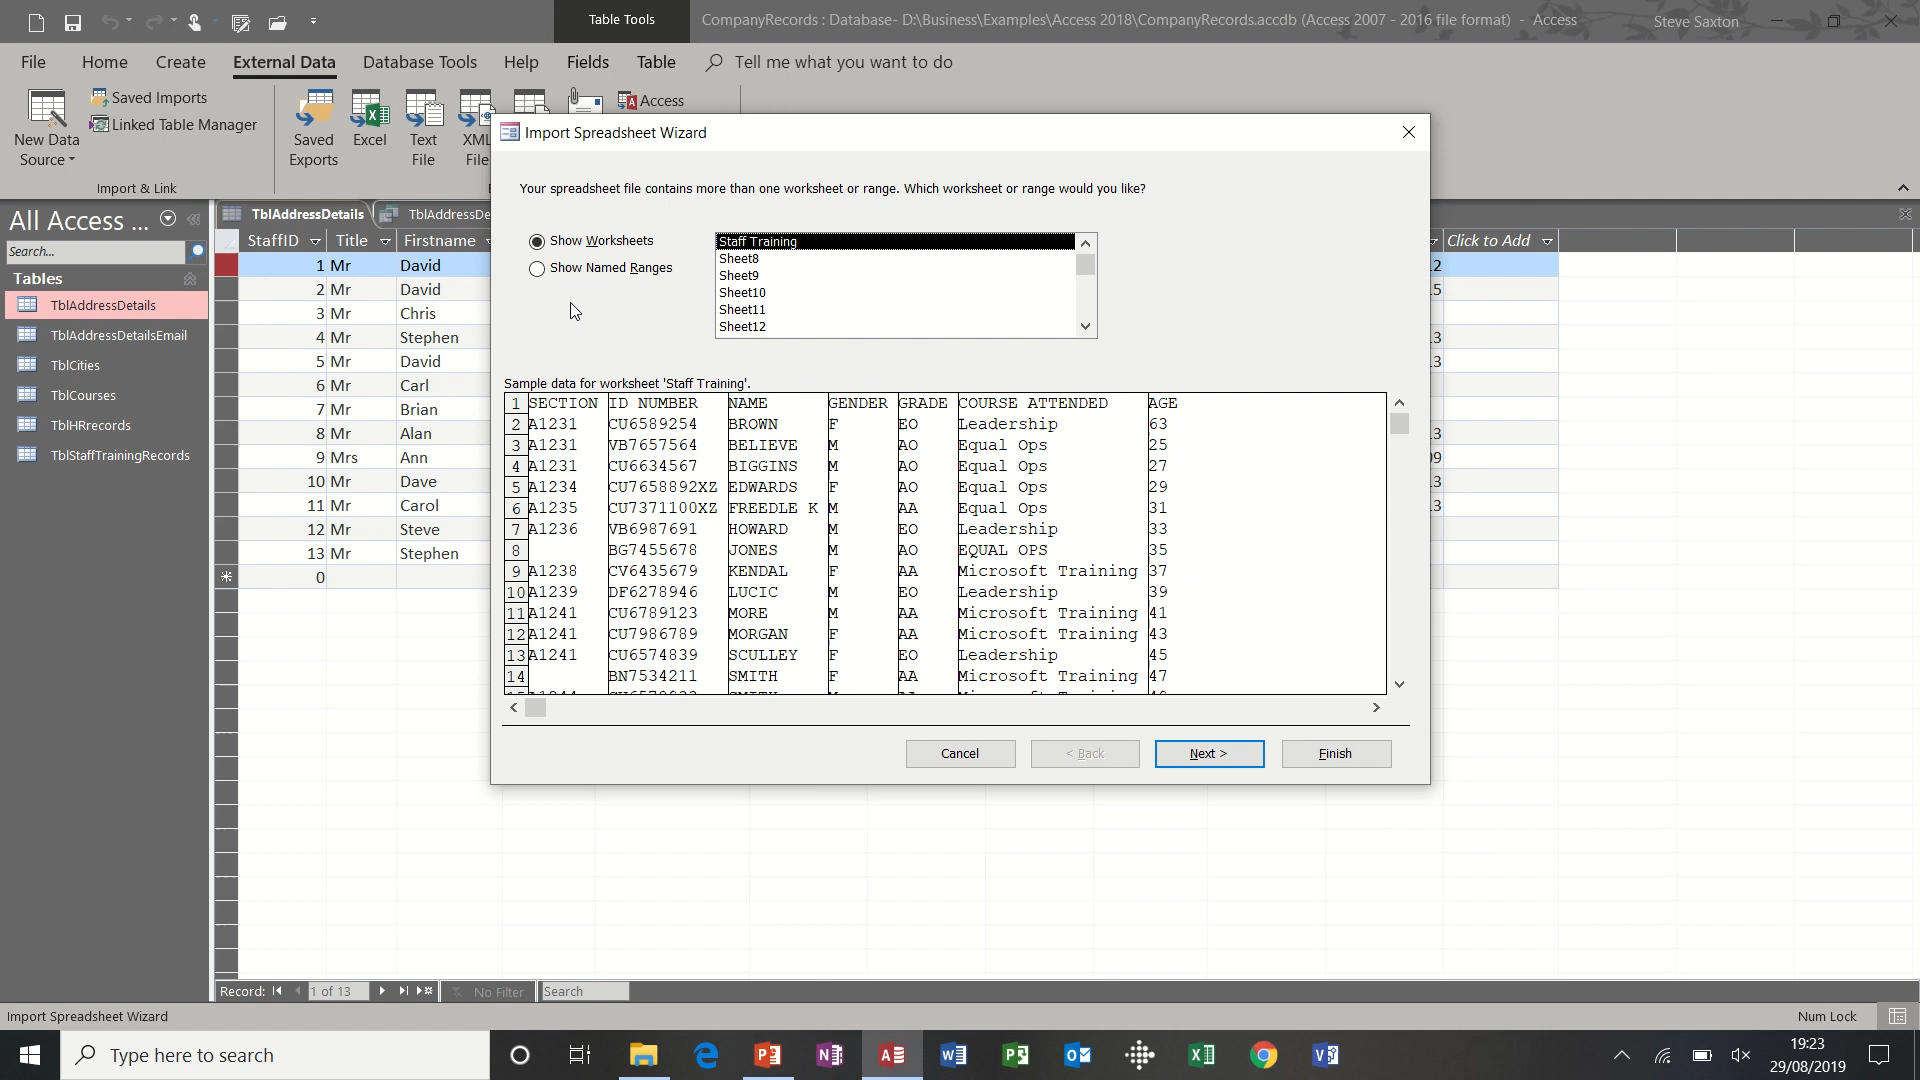 Table Tools
CompanyRecords : Database- D:\Business\Examples\Access 2018\CompanyRecords.accdb (Access 2007 - 2016 file format)  -  Access
Steve Saxton
File Home Create External Data Database Tools Help Fields Table Tell me what you want to do
New Data Source
Saved Imports
Linked Table Manager
Import & Link
Saved Exports
Excel
Text File
XML File
Access
Import Spreadsheet Wizard
Your spreadsheet file contains more than one worksheet or range. Which worksheet or range would you like?
Show Worksheets
Show Named Ranges
Staff Training
Sheet8
Sheet9
Sheet10
Sheet11
Sheet12
Sample data for worksheet 'Staff Training'.
1 SECTION ID NUMBER NAME GENDER GRADE COURSE ATTENDED AGE
2 A1231 CU6589254 BROWN F EO Leadership 63
3 A1231 VB7657564 BELIEVE M AO Equal Ops 25
4 A1231 CU6634567 BIGGINS M AO Equal Ops 27
5 A1234 CU7658892XZ EDWARDS F AO Equal Ops 29
6 A1235 CU7371100XZ FREEDLE K M AA Equal Ops 31
7 A1236 VB6987691 HOWARD M EO Leadership 33
8 BG7455678 JONES M AO EQUAL OPS 35
9 A1238 CV6435679 KENDAL F AA Microsoft Training 37
10 A1239 DF6278946 LUCIC M EO Leadership 39
11 A1241 CU6789123 MORE M AA Microsoft Training 41
12 A1241 CU7986789 MORGAN F AA Microsoft Training 43
13 A1241 CU6574839 SCULLEY F EO Leadership 45
14 BN7534211 SMITH F AA Microsoft Training 47
Cancel < Back Next > Finish
All Access ...
Search...
Tables
TblAddressDetails
TblAddressDetailsEmail
TblCities
TblCourses
TblHRrecords
TblStaffTrainingRecords
TblAddressDetails TblAddressDe
StaffID Title Firstname Click to Add
1 Mr David 12
2 Mr David 15
3 Mr Chris
4 Mr Stephen 13
5 Mr David 13
6 Mr Carl
7 Mr Brian
8 Mr Alan 13
9 Mrs Ann 09
10 Mr Dave 13
11 Mr Carol 13
12 Mr Steve
13 Mr Stephen
0
Record: 1 of 13 No Filter Search
Import Spreadsheet Wizard
Num Lock
Type here to search
19:23
29/08/2019